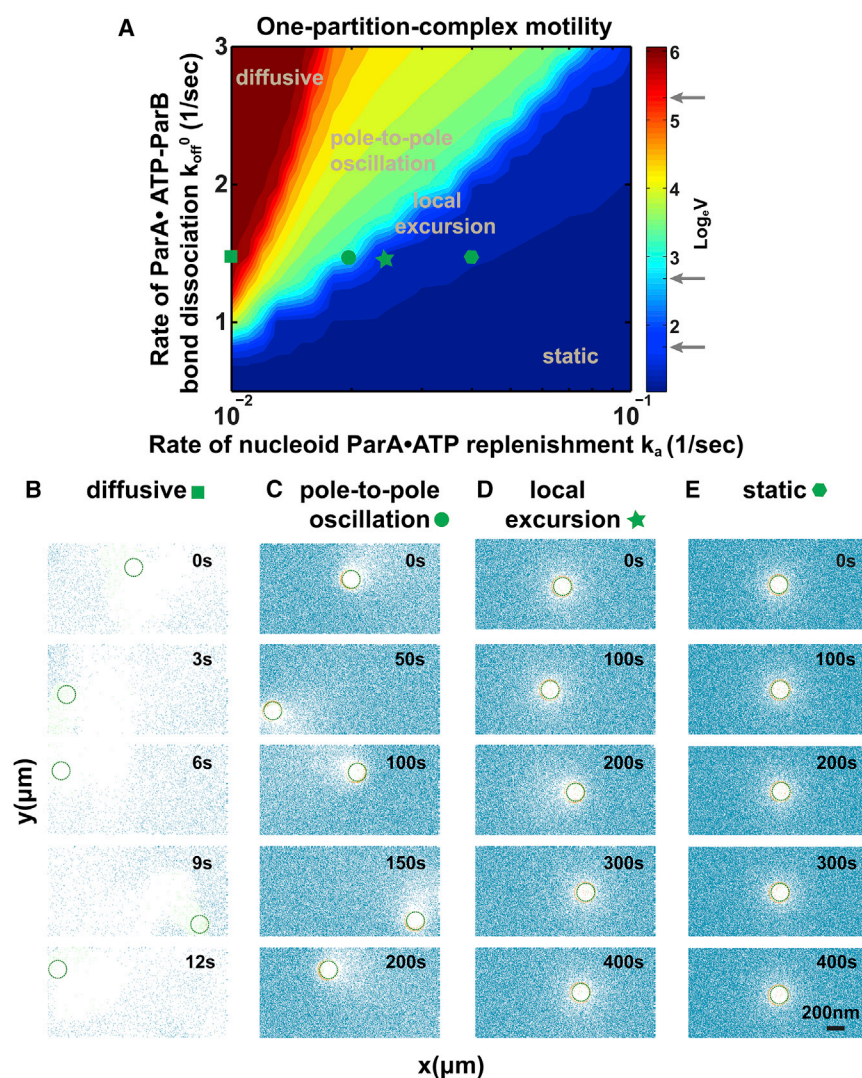 A
One-partition-complex motility
Rate of ParA• ATP-ParB
bond dissociation k_off^0 (1/sec)
3
2
1
diffusive
pole-to-pole
oscillation
local
excursion
static
10^-2
10^-1
Rate of nucleoid ParA•ATP replenishment k_a (1/sec)
6
5
4
3
2
Log_eV
B
diffusive
C
pole-to-pole
oscillation
D
local
excursion
E
static
0s
0s
0s
0s
3s
50s
100s
100s
6s
100s
200s
200s
9s
150s
300s
300s
12s
200s
400s
400s
200nm
y(μm)
x(μm)